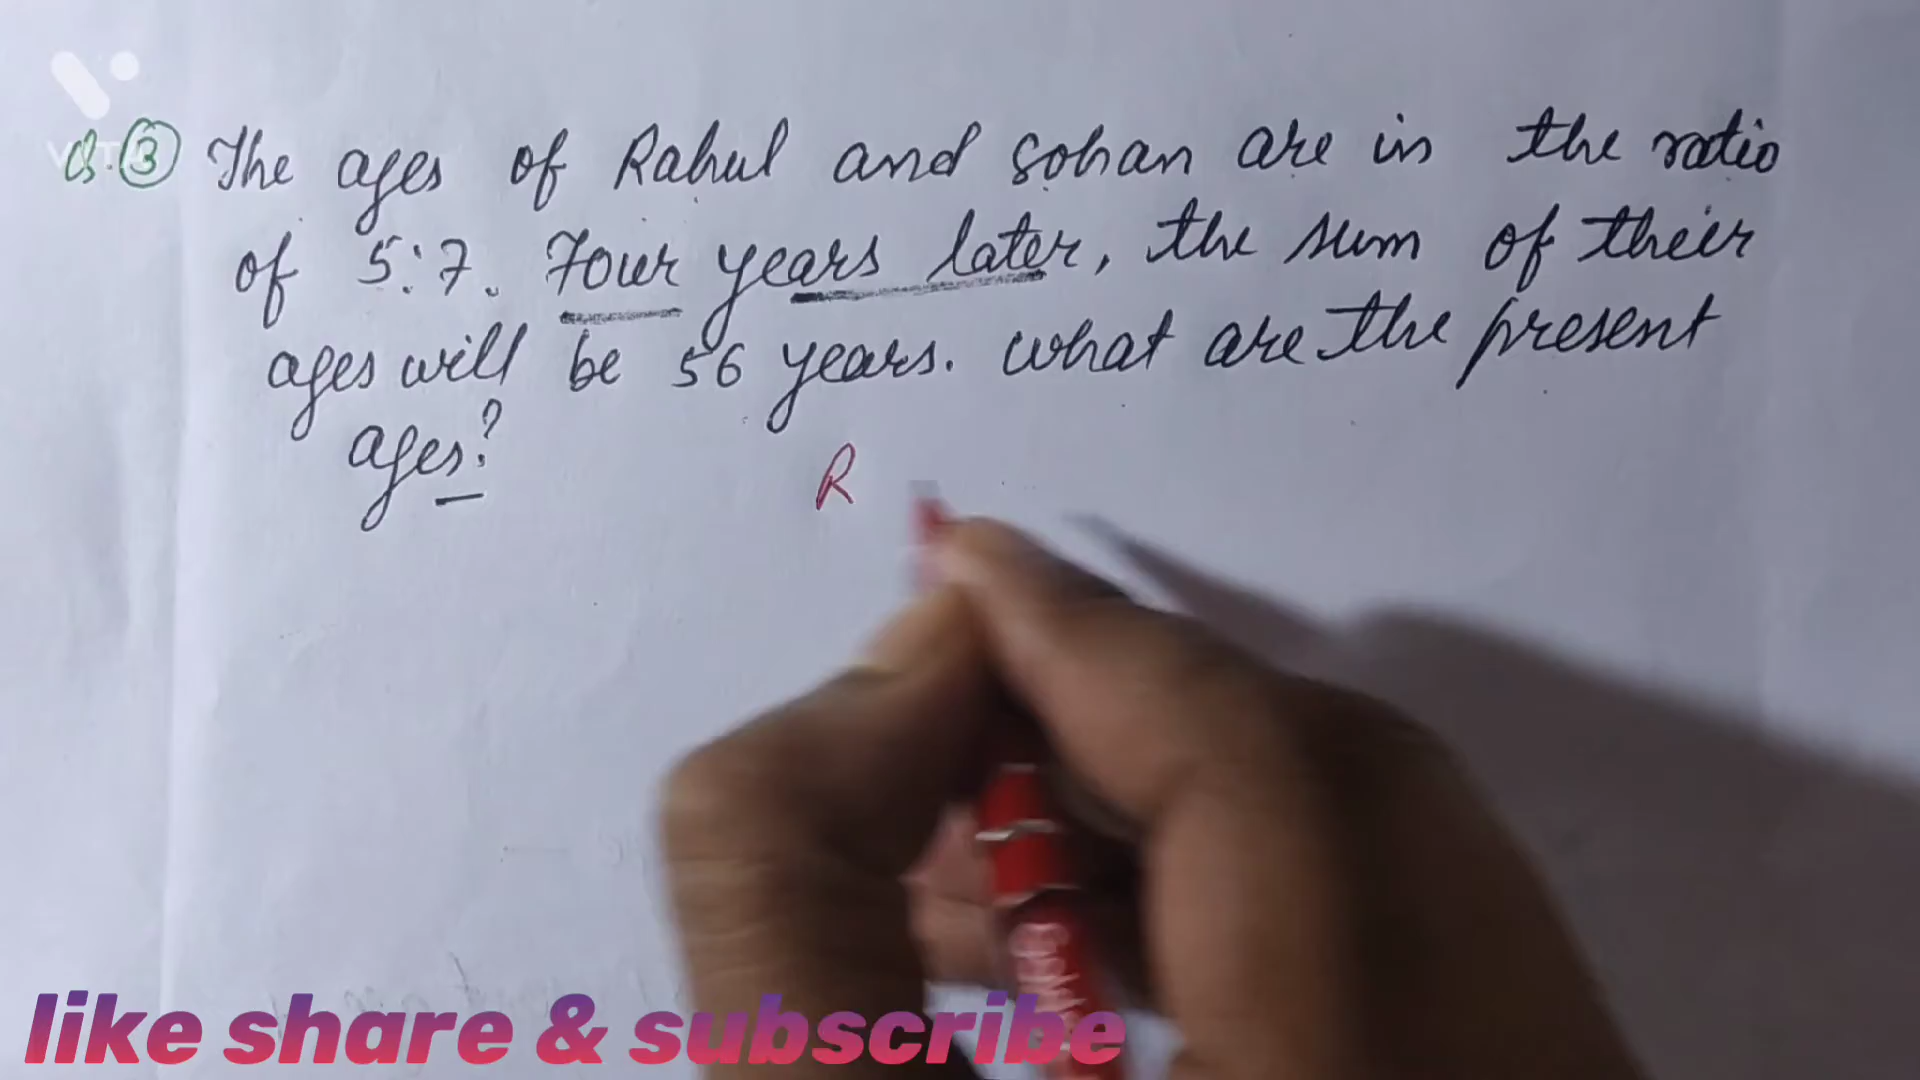 Q.③ The ages of Rahul and Sohan are in the ratio
of 5:7. Four years later, the sum of their
ages will be 56 years. what are the present
ages?
R
like share & subscribe